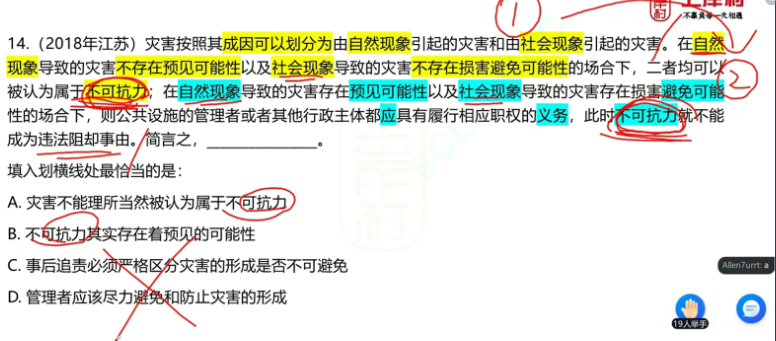 上岸村
不辜负每一天相遇
①
14.（2018年江苏）灾害按照其成因可以划分为由自然现象引起的灾害和由社会现象引起的灾害。在自然
现象导致的灾害不存在预见可能性以及社会现象导致的灾害不存在损害避免可能性的场合下，二者均可以
②
被认为属于不可抗力；在自然现象导致的灾害存在预见可能性以及社会现象导致的灾害存在损害避免可能
性的场合下，则公共设施的管理者或者其他行政主体都应具有履行相应职权的义务，此时不可抗力就不能
成为违法阻却事由。简言之，________________。
填入划横线处最恰当的是：
A. 灾害不能理所当然被认为属于不可抗力
B. 不可抗力其实存在着预见的可能性
C. 事后追责必须严格区分灾害的形成是否不可避免
Allen7urrt: a
D. 管理者应该尽力避免和防止灾害的形成
19人举手